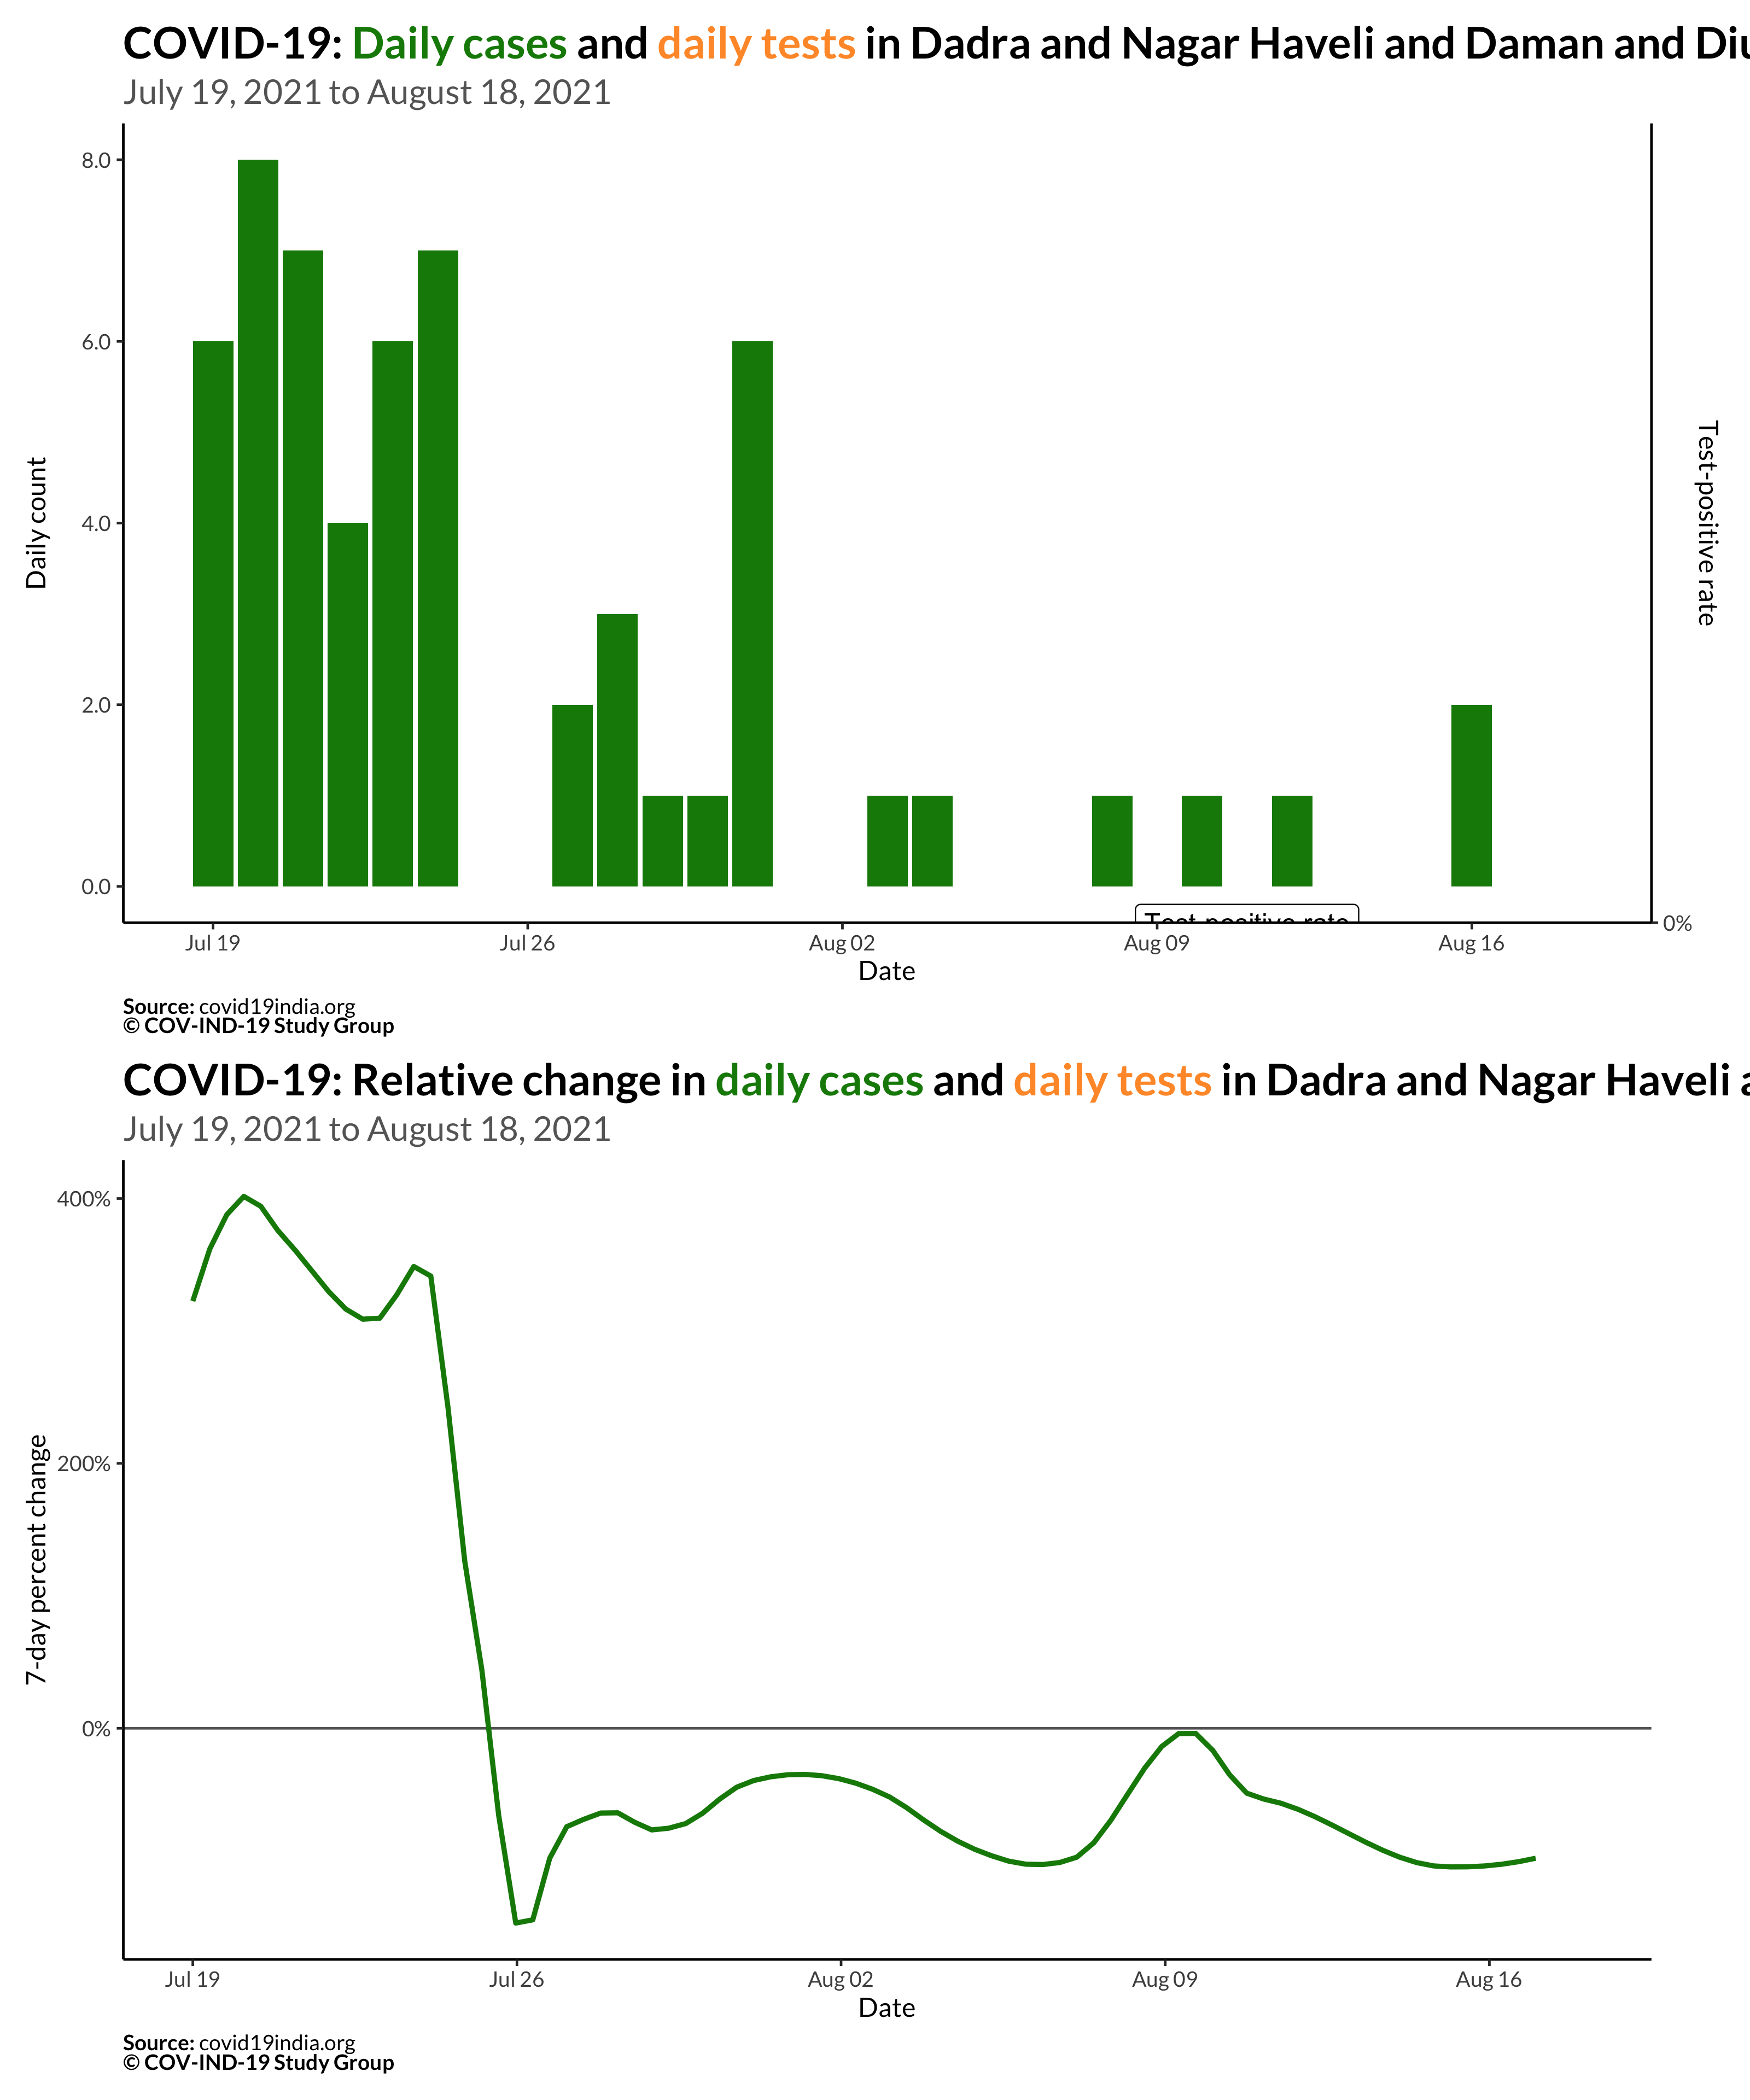 COVID-19: Daily cases and daily tests in Dadra and Nagar Haveli and Daman and Diu
July 19, 2021 to August 18, 2021
8.0
6.0
4.0
2.0
0.0
Daily count
Test-positive rate
Test-positive rate
0%
Jul 19
Jul 26
Aug 02
Aug 09
Aug 16
Date
Source: covid19india.org
© COV-IND-19 Study Group
COVID-19: Relative change in daily cases and daily tests in Dadra and Nagar Haveli a
July 19, 2021 to August 18, 2021
400%
200%
0%
7-day percent change
Jul 19
Jul 26
Aug 02
Aug 09
Aug 16
Date
Source: covid19india.org
© COV-IND-19 Study Group